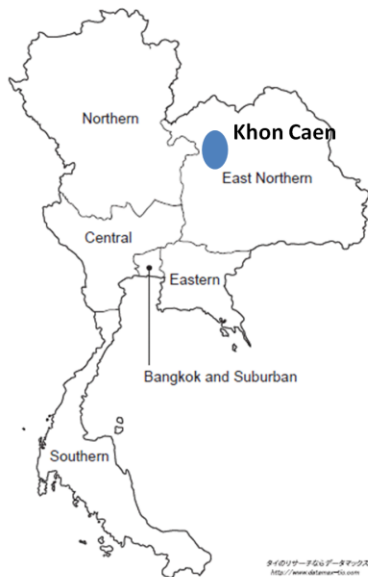 Northern
Khon Caen
East Northern
Central
Eastern
Bangkok and Suburban
Southern
タイのリサーチならデータマックス